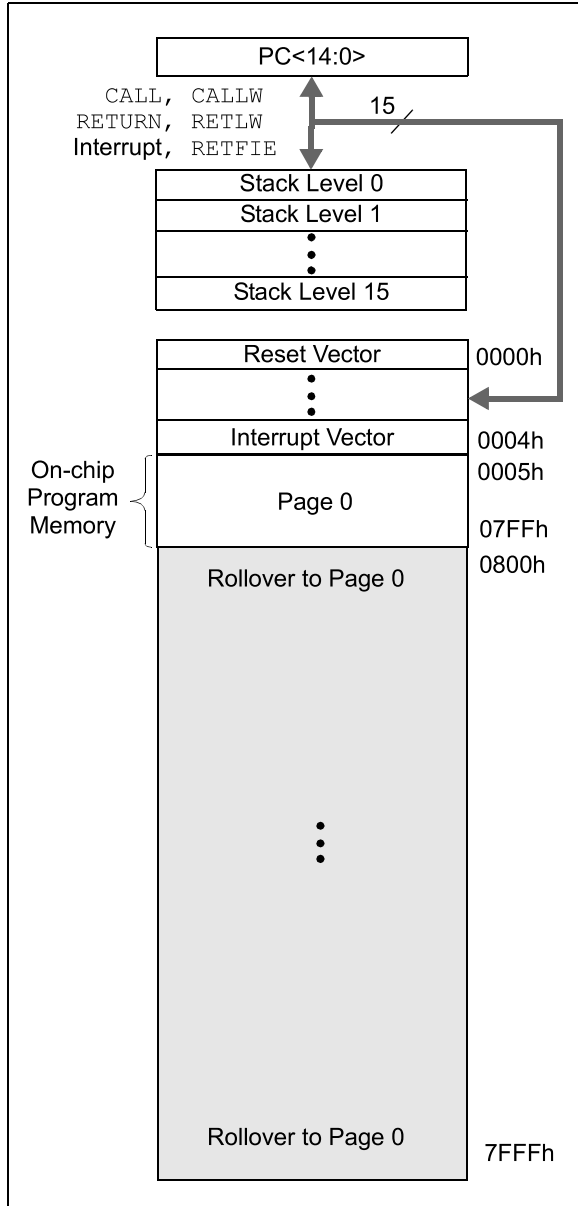 PC<14:0>
CALL, CALLW
RETURN, RETLW
Interrupt, RETFIE
15
Stack Level 0
Stack Level 1
Stack Level 15
Reset Vector
0000h
Interrupt Vector
0004h
On-chip
Program
Memory
Page 0
0005h
07FFh
0800h
Rollover to Page 0
Rollover to Page 0
7FFFh